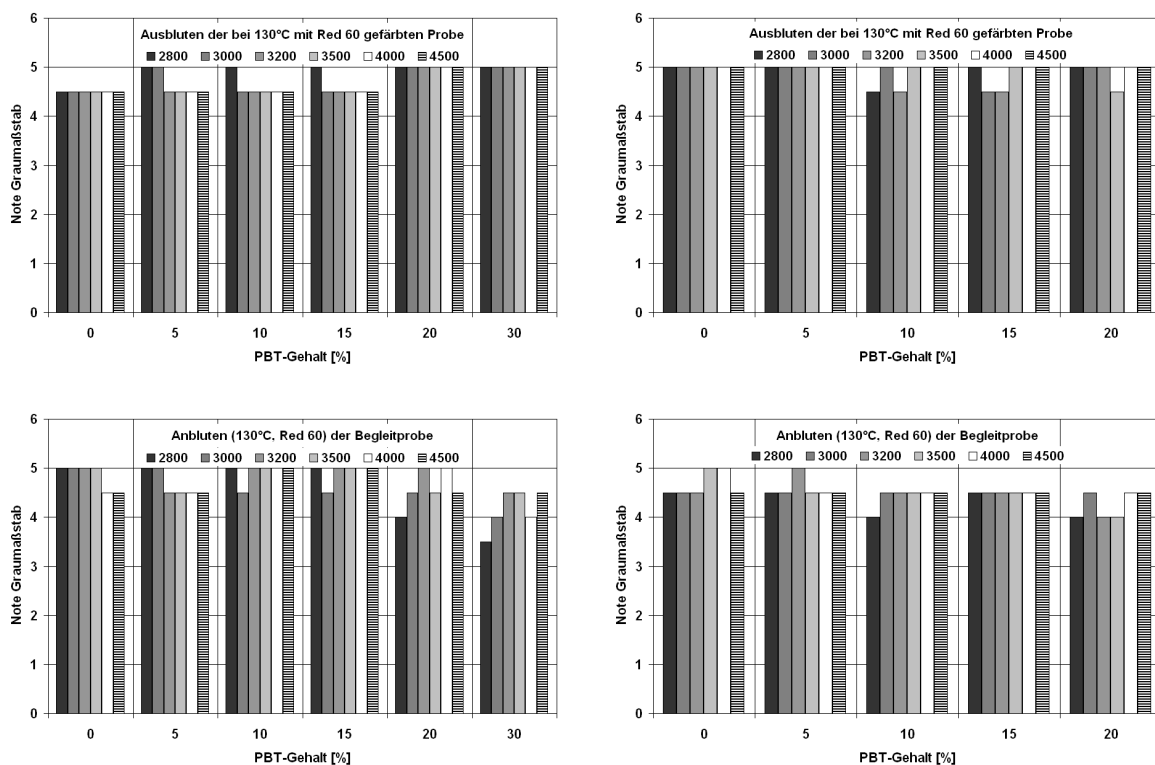 Ausbluten der bei 130°C mit Red 60 gefärbten Probe
2800 3000 3200 3500 4000 4500
Note Graumaßstab
6
5
4
3
2
1
0
0 5 10 15 20 30
PBT-Gehalt [%]
Ausbluten der bei 130°C mit Red 60 gefärbten Probe
2800 3000 3200 3500 4000 4500
Note Graumaßstab
6
5
4
3
2
1
0
0 5 10 15 20
PBT-Gehalt [%]
Anbluten (130°C, Red 60) der Begleitprobe
2800 3000 3200 3500 4000 4500
Note Graumaßstab
6
5
4
3
2
1
0
0 5 10 15 20 30
PBT-Gehalt [%]
Anbluten (130°C, Red 60) der Begleitprobe
2800 3000 3200 3500 4000 4500
Note Graumaßstab
6
5
4
3
2
1
0
0 5 10 15 20
PBT-Gehalt [%]